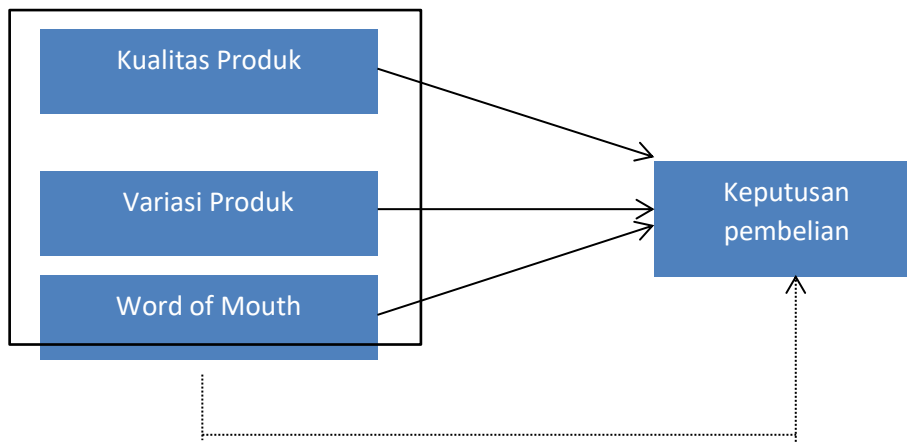 Kualitas Produk
Variasi Produk
Word of Mouth
Keputusan
pembelian